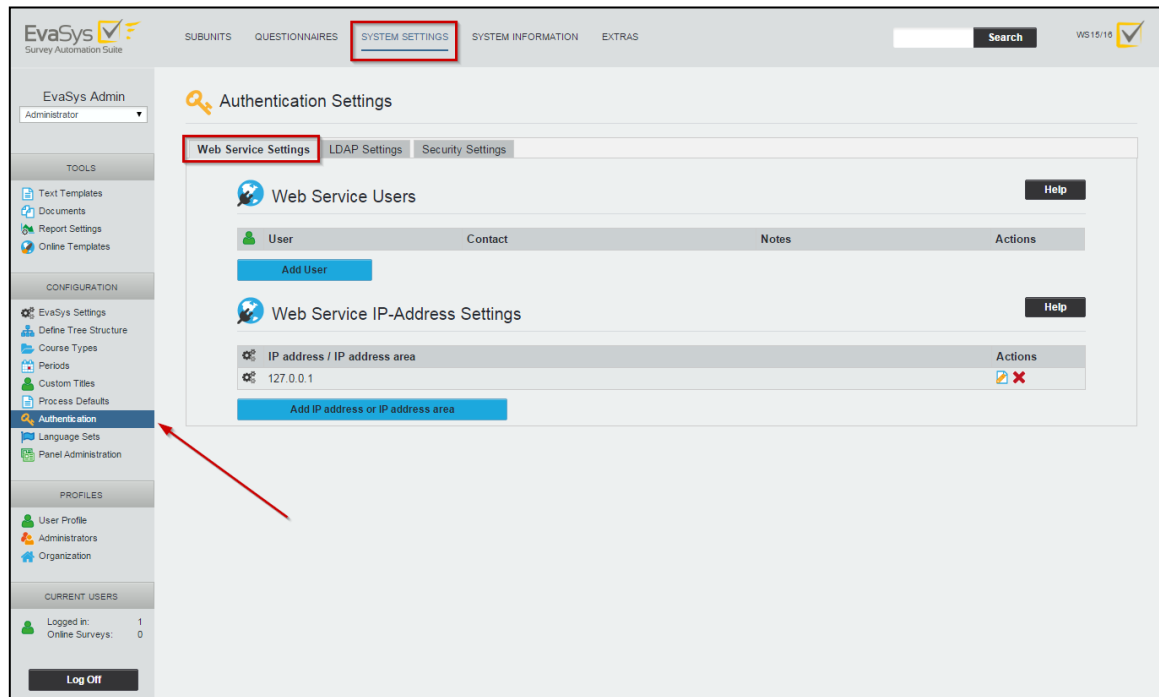 EvaSys
Survey Automation Suite
SUBUNITS QUESTIONNAIRES SYSTEM SETTINGS SYSTEM INFORMATION EXTRAS
Search
WS15/16
EvaSys Admin
Administrator
TOOLS
Text Templates
Documents
Report Settings
Online Templates
CONFIGURATION
EvaSys Settings
Define Tree Structure
Course Types
Periods
Custom Titles
Process Defaults
Authentication
Language Sets
Panel Administration
PROFILES
User Profile
Administrators
Organization
CURRENT USERS
Logged in: 1
Online Surveys: 0
Log Off
Authentication Settings
Web Service Settings LDAP Settings Security Settings
Web Service Users
Help
User Contact Notes Actions
Add User
Web Service IP-Address Settings
Help
IP address / IP address area Actions
127.0.0.1
Add IP address or IP address area